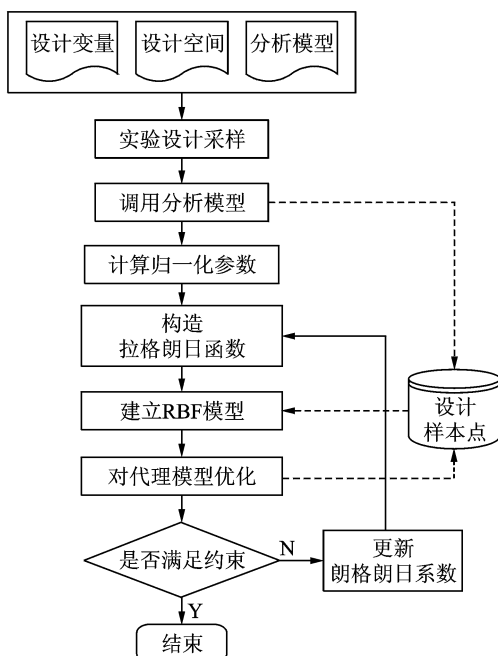 设计变量
设计空间
分析模型
实验设计采样
调用分析模型
计算归一化参数
构造
拉格朗日函数
建立RBF模型
设计
样本点
对代理模型优化
是否满足约束
N
更新
朗格朗日系数
Y
结束